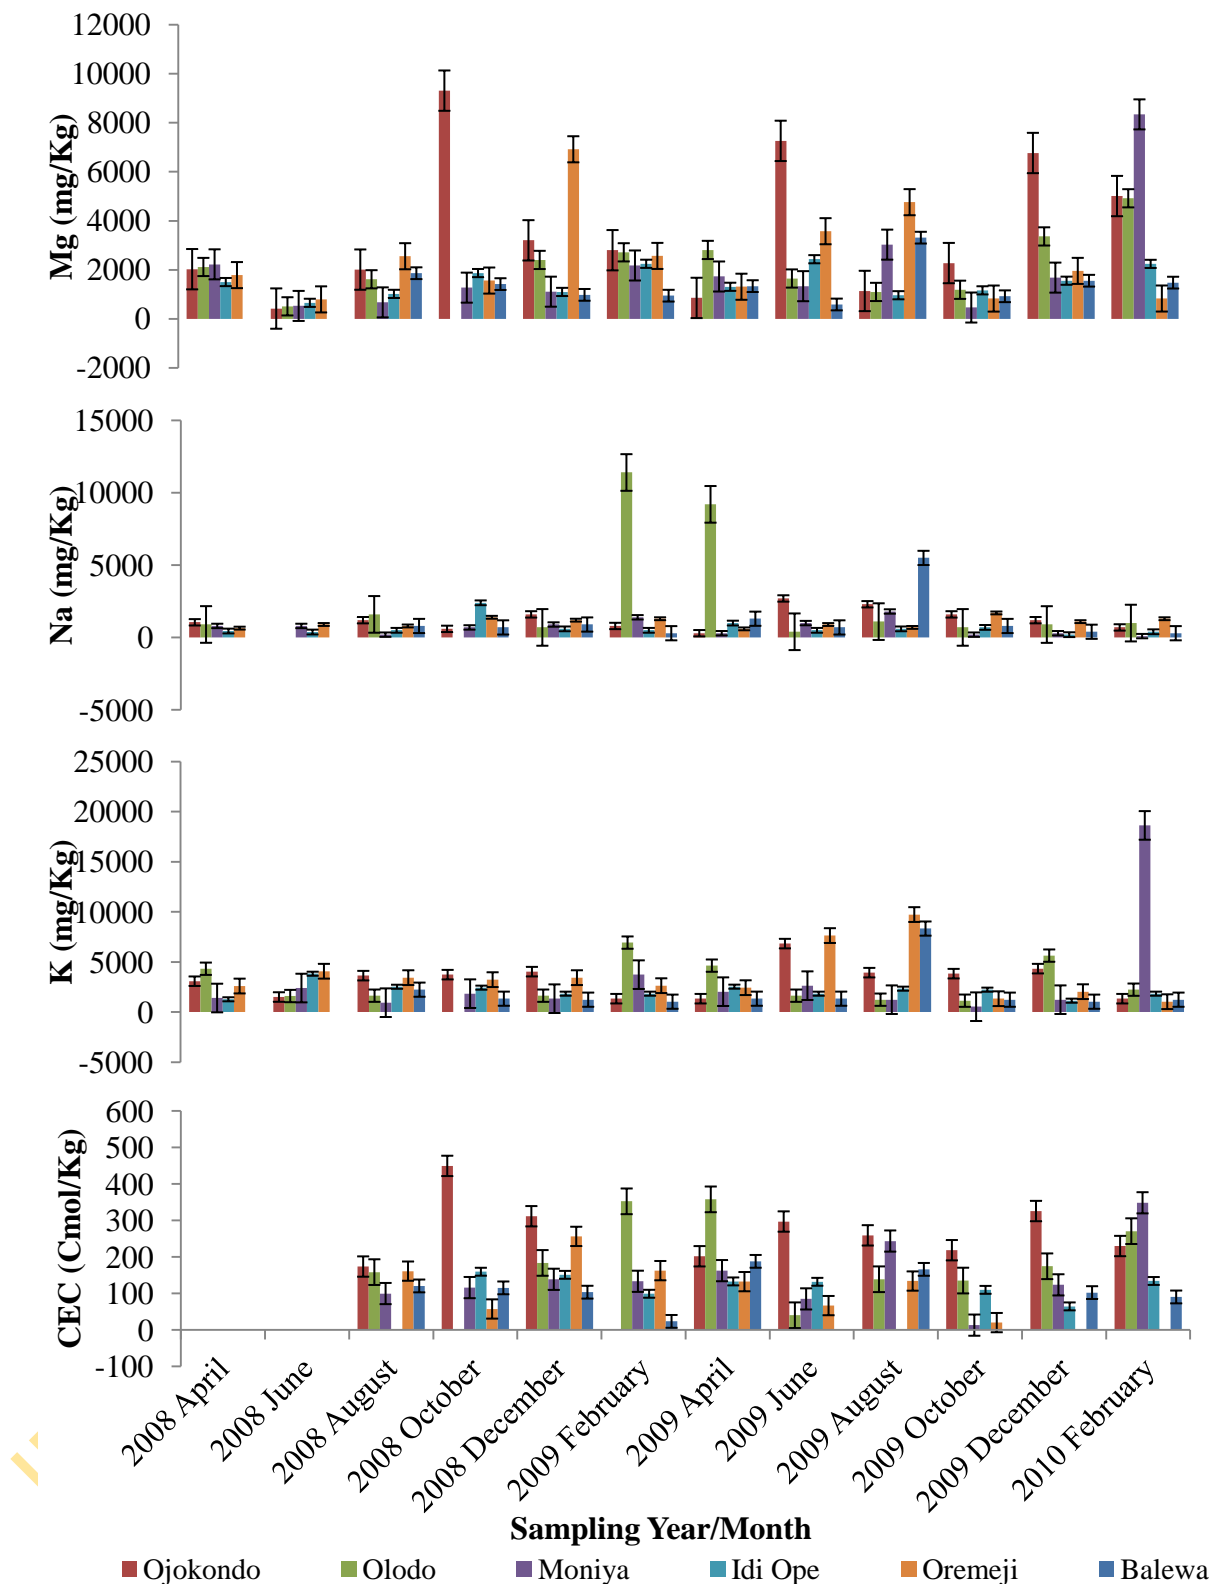 12000
10000
8000
6000
4000
2000
0
-2000
Mg (mg/Kg)
15000
10000
5000
0
-5000
Na (mg/Kg)
25000
20000
15000
10000
5000
0
-5000
K (mg/Kg)
600
500
400
300
200
100
0
-100
CEC (Cmol/Kg)
2008 April
2008 June
2008 August
2008 October
2008 December
2009 February
2009 April
2009 June
2009 August
2009 October
2009 December
2010 February
Sampling Year/Month
Ojokondo Olodo Moniya Idi Ope Oremeji Balewa